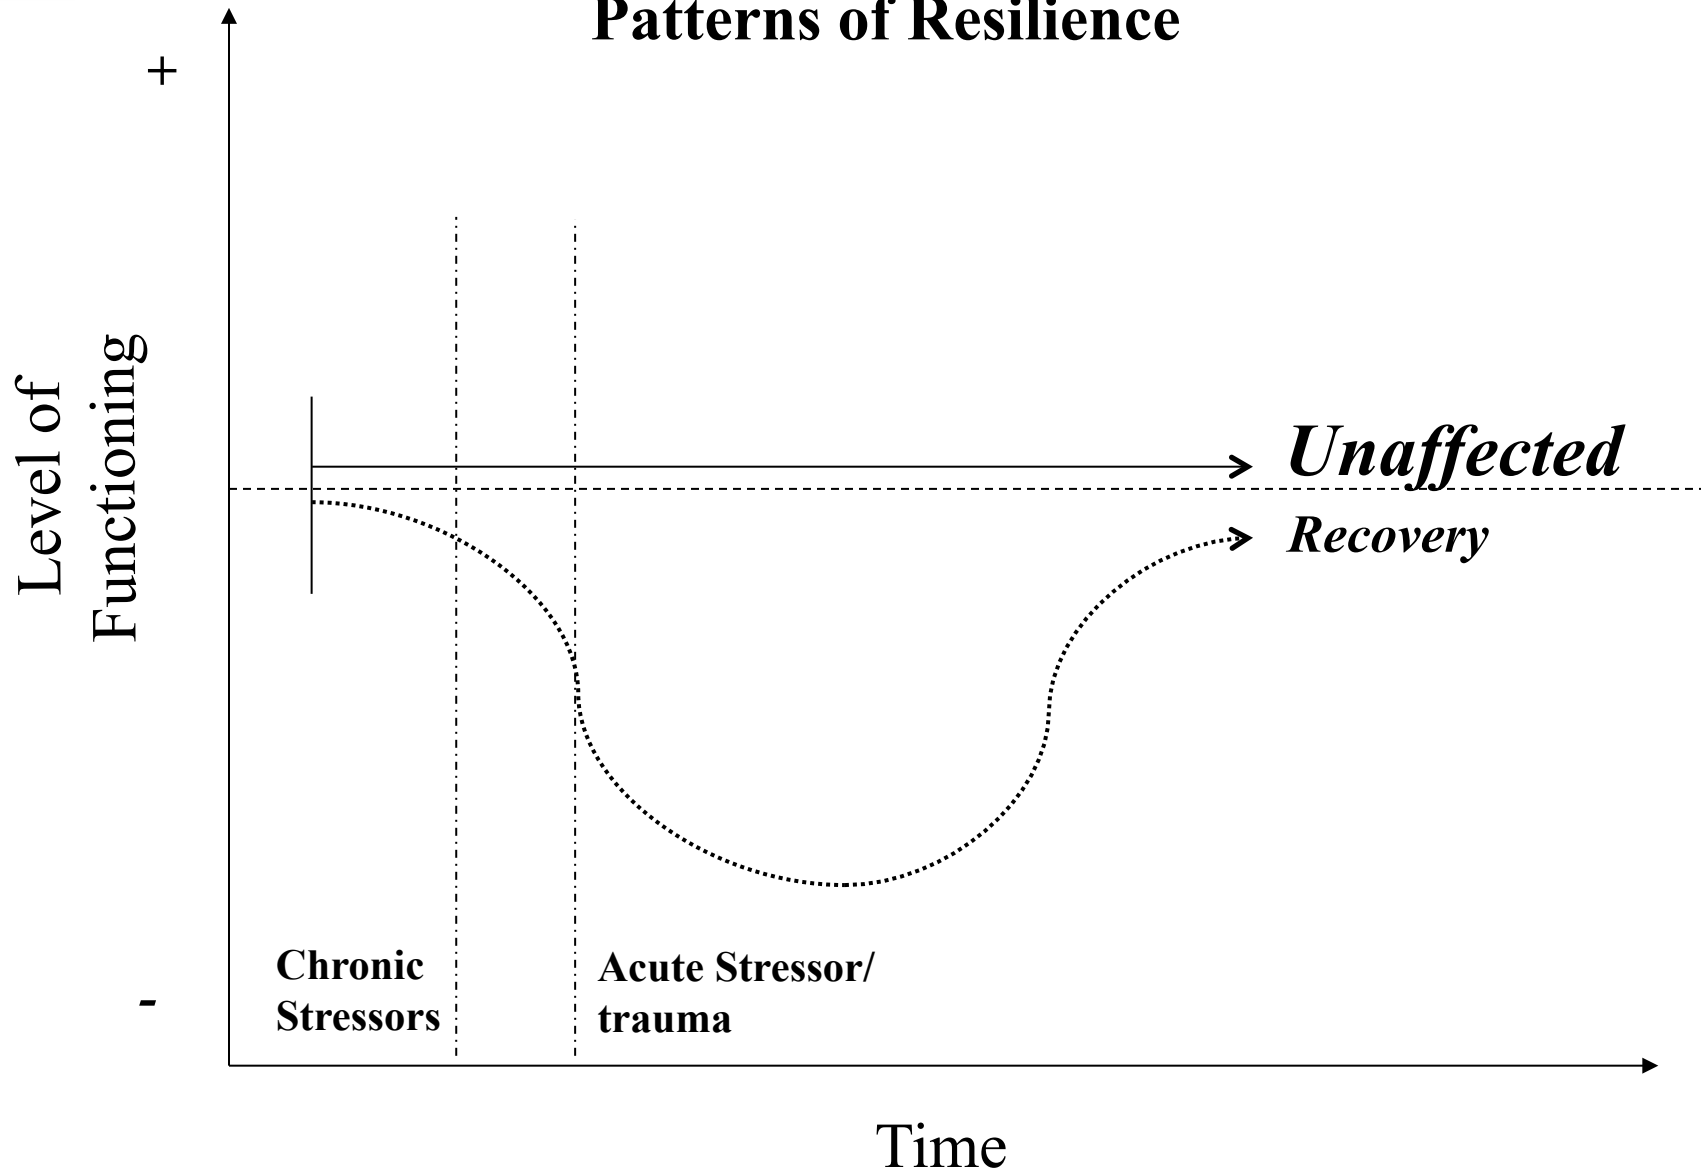 Patterns of Resilience
+
Level of
Functioning
Unaffected
Recovery
Chronic
Stressors
Acute Stressor/
trauma
-
Time